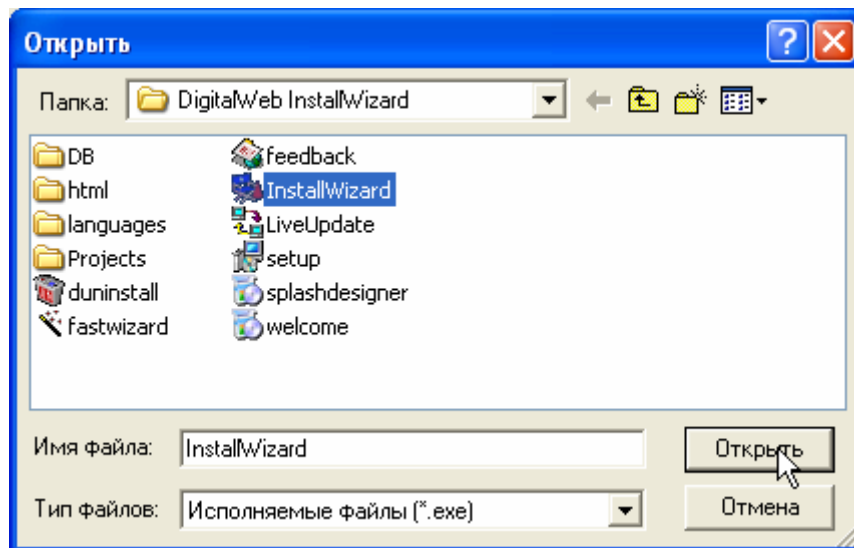 Открыть
Папка: DigitalWeb InstallWizard
DB
html
languages
Projects
duninstall
fastwizard
feedback
InstallWizard
LiveUpdate
setup
splashdesigner
welcome
Имя файла: InstallWizard Открыть
Тип файлов: Исполняемые файлы (*.exe) Отмена